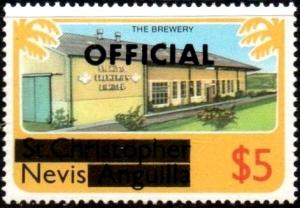 THE BREWERY
OFFICIAL
St. Christopher
Nevis Anguilla
$5